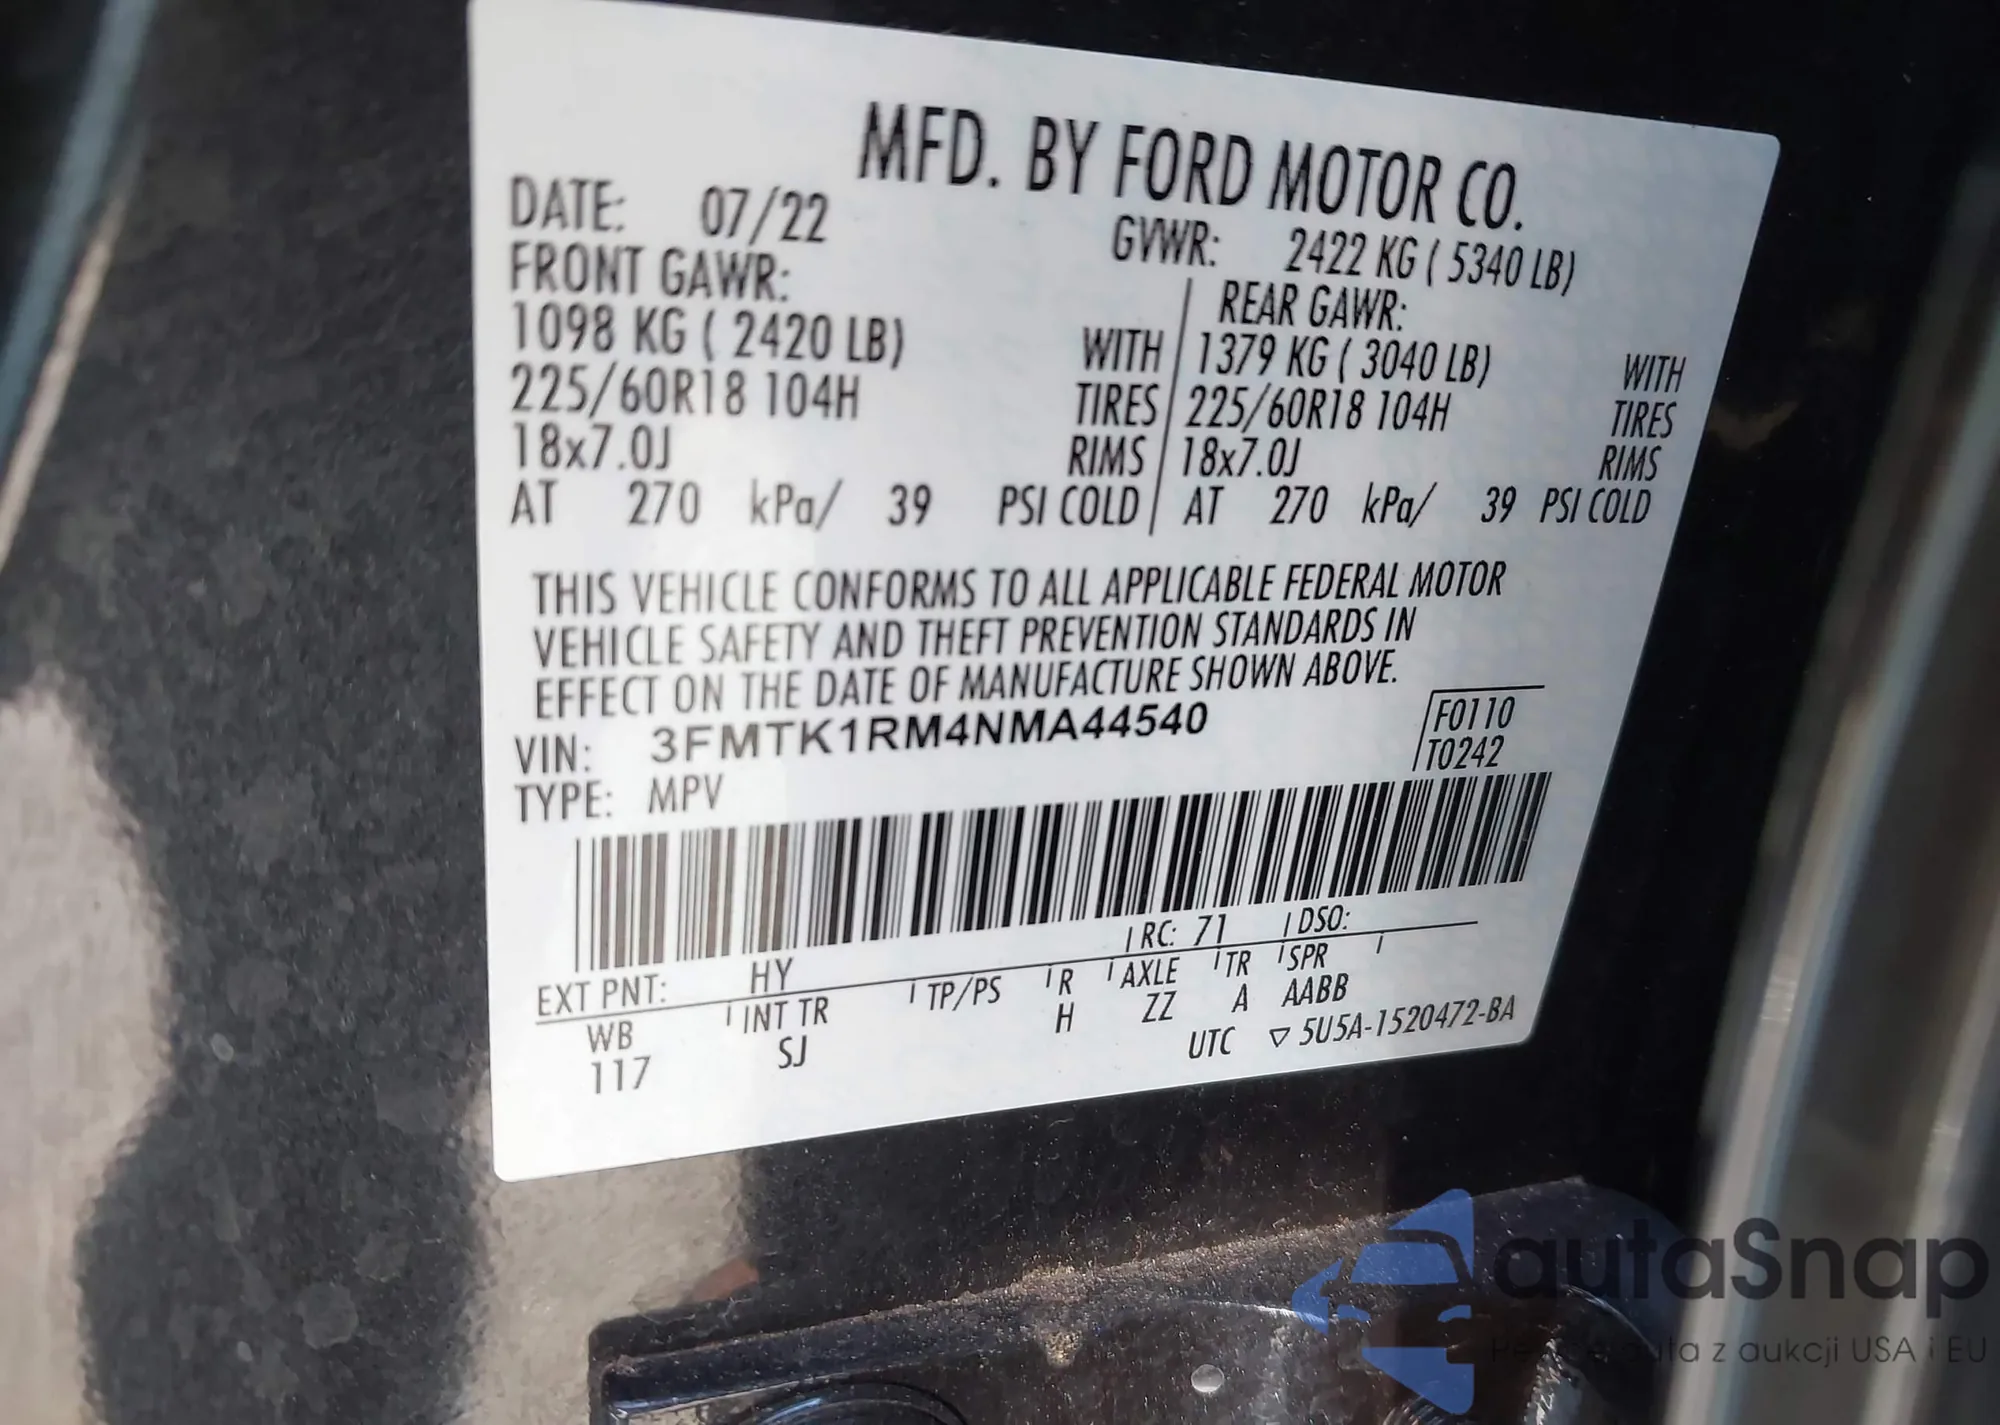 MFD. BY FORD MOTOR CO.
DATE: 07/22 GVWR: 2422 KG ( 5340 LB)
FRONT GAWR: REAR GAWR:
1098 KG ( 2420 LB) WITH 1379 KG ( 3040 LB) WITH
225/60R18 104H TIRES 225/60R18 104H TIRES
18x7.0J RIMS 18x7.0J RIMS
AT 270 kPa/ 39 PSI COLD AT 270 kPa/ 39 PSI COLD
THIS VEHICLE CONFORMS TO ALL APPLICABLE FEDERAL MOTOR
VEHICLE SAFETY AND THEFT PREVENTION STANDARDS IN
EFFECT ON THE DATE OF MANUFACTURE SHOWN ABOVE.
VIN: 3FMTK1RM4NMA44540 F0110
TYPE: MPV T0242
EXT PNT: HY RC: 71 DSO:
WB INT TR TP/PS R AXLE TR SPR
117 SJ H ZZ A AABB
UTC ▽ 5U5A-1520472-BA
autaSnap
auta z aukcji USA i EU